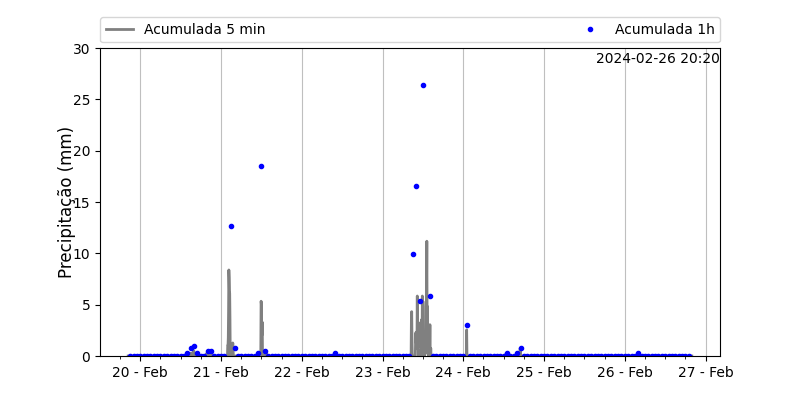 Acumulada 5 min
Acumulada 1h
2024-02-26 20:20
Precipitação (mm)
30
25
20
15
10
5
0
20 - Feb
21 - Feb
22 - Feb
23 - Feb
24 - Feb
25 - Feb
26 - Feb
27 - Feb